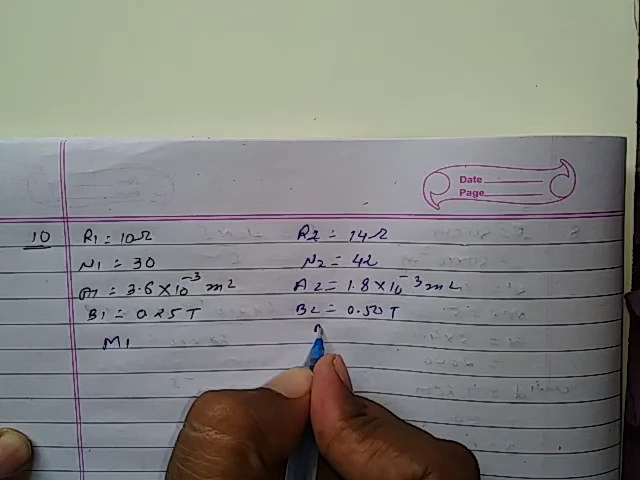 Date
Page
10 R1 = 10Ω R2 = 14Ω
N1 = 30 N2 = 42
A1 = 3.6 × 10⁻³ m² A2 = 1.8 × 10⁻³ m²
B1 = 0.25 T B2 = 0.50 T
M1